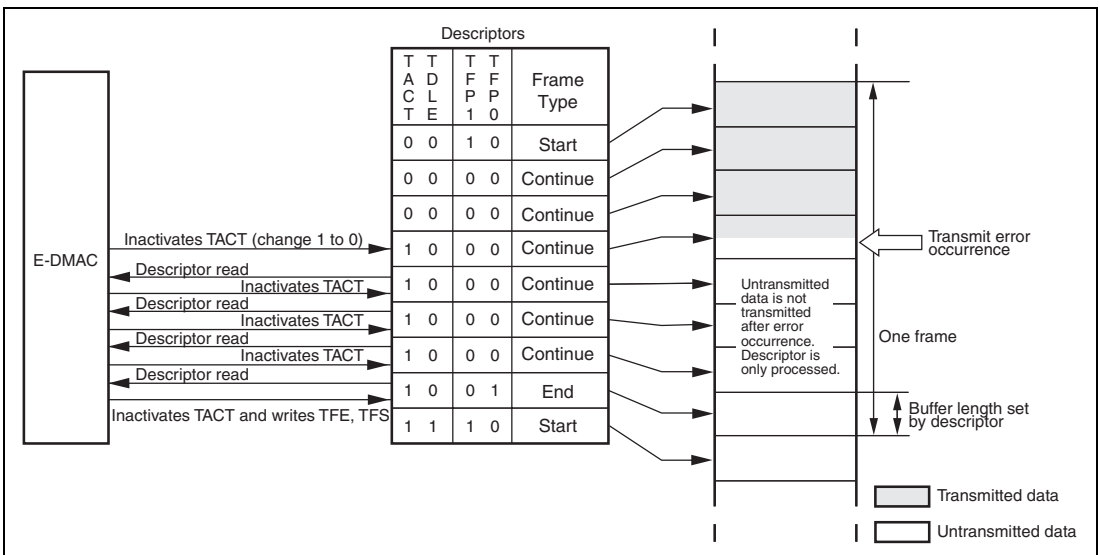 Descriptors
TACT TDLE TFP1 TFP0 Frame Type
0 0 1 0 Start
0 0 0 0 Continue
0 0 0 0 Continue
1 0 0 0 Continue
1 0 0 0 Continue
1 0 0 0 Continue
1 0 0 0 Continue
1 0 0 1 End
1 1 1 0 Start
E-DMAC
Inactivates TACT (change 1 to 0)
Descriptor read
Inactivates TACT
Descriptor read
Inactivates TACT
Descriptor read
Inactivates TACT
Descriptor read
Inactivates TACT and writes TFE, TFS
Untransmitted
data is not
transmitted
after error
occurrence.
Descriptor is
only processed.
Transmit error
occurrence
One frame
Buffer length set
by descriptor
Transmitted data
Untransmitted data